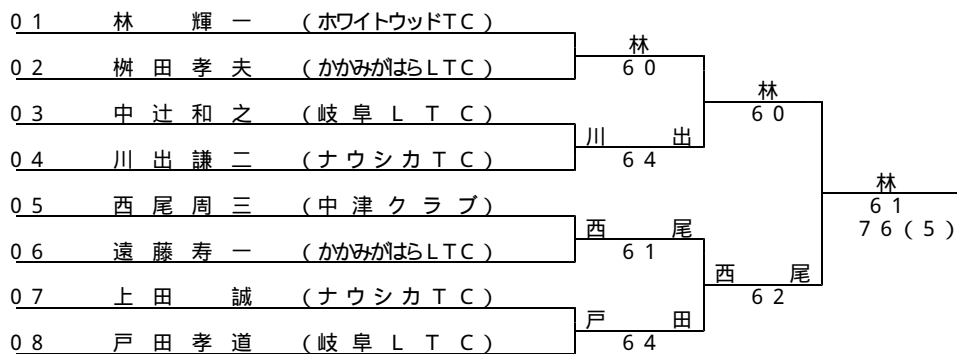 01 林 輝一 (ホワイトウッドTC)
林
02 桝田孝夫 (かかみがはらLTC)
60
林
03 中辻和之 (岐阜LTC)
60
川出
04 川出謙二 (ナウシカTC)
64
林
05 西尾周三 (中津クラブ)
61
76(5)
西尾
06 遠藤寿一 (かかみがはらLTC)
61
西尾
07 上田 誠 (ナウシカTC)
62
戸田
08 戸田孝道 (岐阜LTC)
64